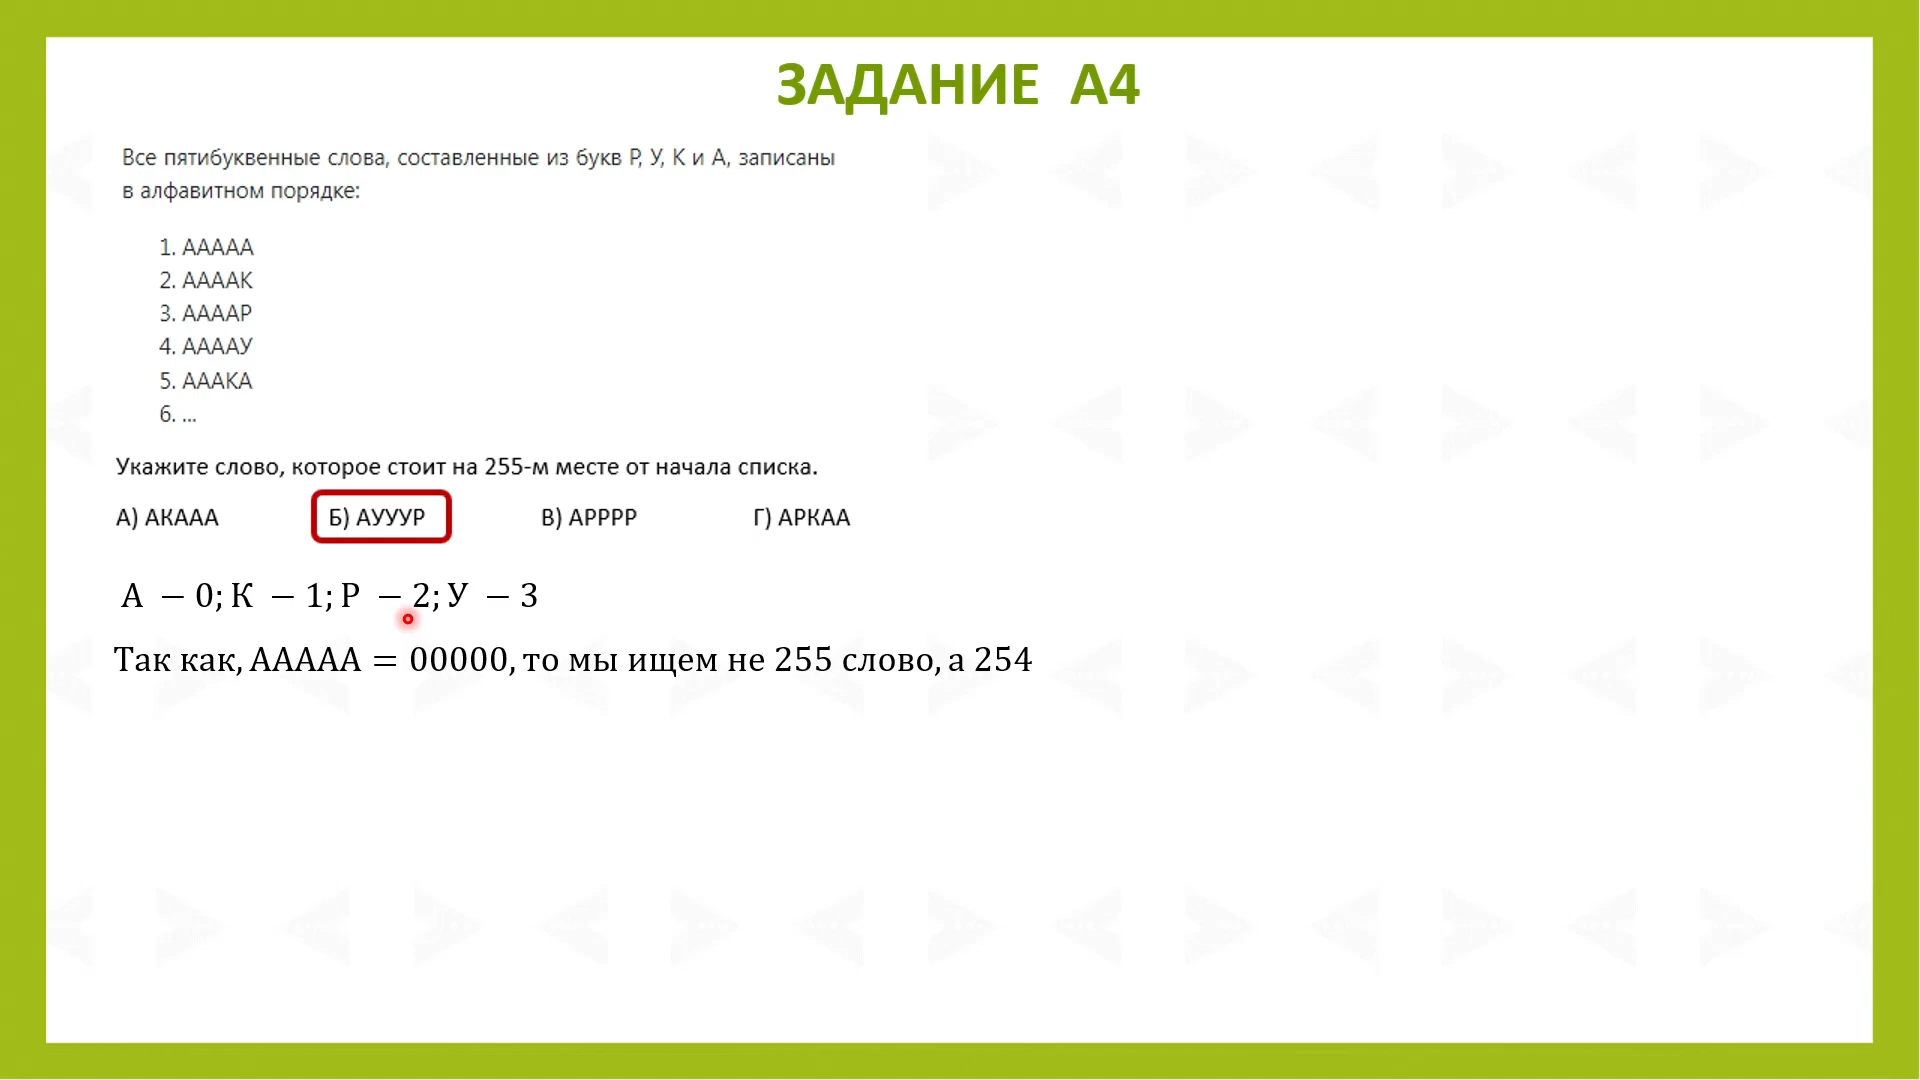 ЗАДАНИЕ А4
Все пятибуквенные слова, составленные из букв Р, У, К и А, записаны
в алфавитном порядке:
1. ААААА
2. ААААК
3. ААААР
4. ААААУ
5. АААКА
6. ...
Укажите слово, которое стоит на 255-м месте от начала списка.
А) АКААА Б) АУУУР В) АРРРР Г) АРКАА
А − 0; К − 1; Р − 2; У − 3
Так как, ААААА = 00000, то мы ищем не 255 слово, а 254